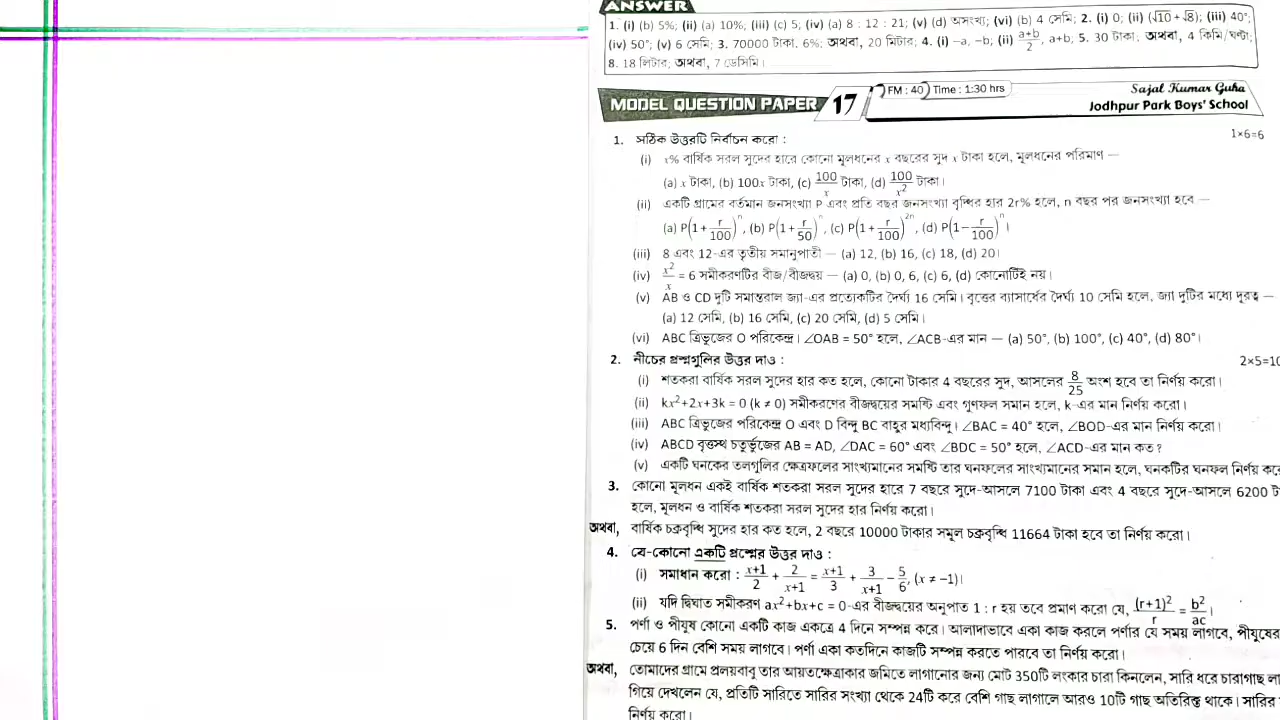 ANSWER
1. (i) (b) 5%; (ii) (a) 10%; (iii) (c) 5; (iv) (a) 8 : 12 : 21; (v) (d) অসংখ্য; (vi) (b) 4 সেমি; 2. (i) 0; (ii) (√10 + √8); (iii) 40°;
(iv) 50°; (v) 6 সেমি; 3. 70000 টাকা, 6%; অথবা, 20 মিটার; 4. (i) −a, −b; (ii) (a+b)/2, a+b; 5. 30 টাকা; অথবা, 4 কিমি/ঘণ্টা;
8. 18 লিটার; অথবা, 7 ডেসিমি।
MODEL QUESTION PAPER 17 FM : 40 Time : 1:30 hrs Sajal Kumar Guha
Jodhpur Park Boys' School
1. সঠিক উত্তরটি নির্বাচন করো : 1×6=6
(i) x% বার্ষিক সরল সুদের হারে কোনো মূলধনের x বছরের সুদ x টাকা হলে, মূলধনের পরিমাণ —
(a) x টাকা, (b) 100x টাকা, (c) 100/x টাকা, (d) 100/x² টাকা।
(ii) একটি গ্রামের বর্তমান জনসংখ্যা P এবং প্রতি বছর জনসংখ্যা বৃদ্ধির হার 2r% হলে, n বছর পর জনসংখ্যা হবে —
(a) P(1 + r/100)ⁿ, (b) P(1 + r/50)ⁿ, (c) P(1 + r/100)²ⁿ, (d) P(1 − r/100)ⁿ।
(iii) 8 এবং 12-এর তৃতীয় সমানুপাতী — (a) 12, (b) 16, (c) 18, (d) 20।
(iv) x²/x = 6 সমীকরণটির বীজ/বীজদ্বয় — (a) 0, (b) 0, 6, (c) 6, (d) কোনোটিই নয়।
(v) AB ও CD দুটি সমান্তরাল জ্যা-এর প্রত্যেকটির দৈর্ঘ্য 16 সেমি। বৃত্তের ব্যাসার্ধের দৈর্ঘ্য 10 সেমি হলে, জ্যা দুটির মধ্যে দূরত্ব —
(a) 12 সেমি, (b) 16 সেমি, (c) 20 সেমি, (d) 5 সেমি।
(vi) ABC ত্রিভুজের O পরিকেন্দ্র। ∠OAB = 50° হলে, ∠ACB-এর মান — (a) 50°, (b) 100°, (c) 40°, (d) 80°।
2. নীচের প্রশ্নগুলির উত্তর দাও : 2×5=10
(i) শতকরা বার্ষিক সরল সুদের হার কত হলে, কোনো টাকার 4 বছরের সুদ, আসলের 8/25 অংশ হবে তা নির্ণয় করো।
(ii) kx²+2x+3k = 0 (k ≠ 0) সমীকরণের বীজদ্বয়ের সমষ্টি এবং গুণফল সমান হলে, k-এর মান নির্ণয় করো।
(iii) ABC ত্রিভুজের পরিকেন্দ্র O এবং D বিন্দু BC বাহুর মধ্যবিন্দু। ∠BAC = 40° হলে, ∠BOD-এর মান নির্ণয় করো।
(iv) ABCD বৃত্তস্থ চতুর্ভুজের AB = AD, ∠DAC = 60° এবং ∠BDC = 50° হলে, ∠ACD-এর মান কত ?
(v) একটি ঘনকের তলগুলির ক্ষেত্রফলের সাংখ্যমানের সমষ্টি তার ঘনফলের সাংখ্যমানের সমান হলে, ঘনকটির ঘনফল নির্ণয়
3. কোনো মূলধন একই বার্ষিক শতকরা সরল সুদের হারে 7 বছরে সুদে-আসলে 7100 টাকা এবং 4 বছরে সুদে-আসলে 6200
হলে, মূলধন ও বার্ষিক শতকরা সরল সুদের হার নির্ণয় করো।
অথবা, বার্ষিক চক্রবৃদ্ধি সুদের হার কত হলে, 2 বছরে 10000 টাকার সমূল চক্রবৃদ্ধি 11664 টাকা হবে তা নির্ণয় করো।
4. যে-কোনো একটি প্রশ্নের উত্তর দাও :
(i) সমাধান করো : (x+1)/2 + 2/(x+1) = (x+1)/3 + 3/(x+1) − 5/6, (x ≠ −1)।
(ii) যদি দ্বিঘাত সমীকরণ ax²+bx+c = 0-এর বীজদ্বয়ের অনুপাত 1 : r হয় তবে প্রমাণ করো যে, (r+1)²/r = b²/ac।
5. পর্ণা ও পীযূষ কোনো একটি কাজ একত্রে 4 দিনে সম্পন্ন করে। আলাদাভাবে একা কাজ করলে পর্ণার যে সময় লাগবে, পীযূষের
চেয়ে 6 দিন বেশি সময় লাগবে। পর্ণা একা কতদিনে কাজটি সম্পন্ন করতে পারবে তা নির্ণয় করো।
অথবা, তোমাদের গ্রামে প্রলয়বাবু তার আয়তক্ষেত্রাকার জমিতে লাগানোর জন্য মোট 350টি লংকার চারা কিনলেন, সারি ধরে চারাগাছ
গিয়ে দেখলেন যে, প্রতিটি সারিতে সারির সংখ্যা থেকে 24টি করে বেশি গাছ লাগালে আরও 10টি গাছ অতিরিক্ত থাকে। সারির
নির্ণয় করো।